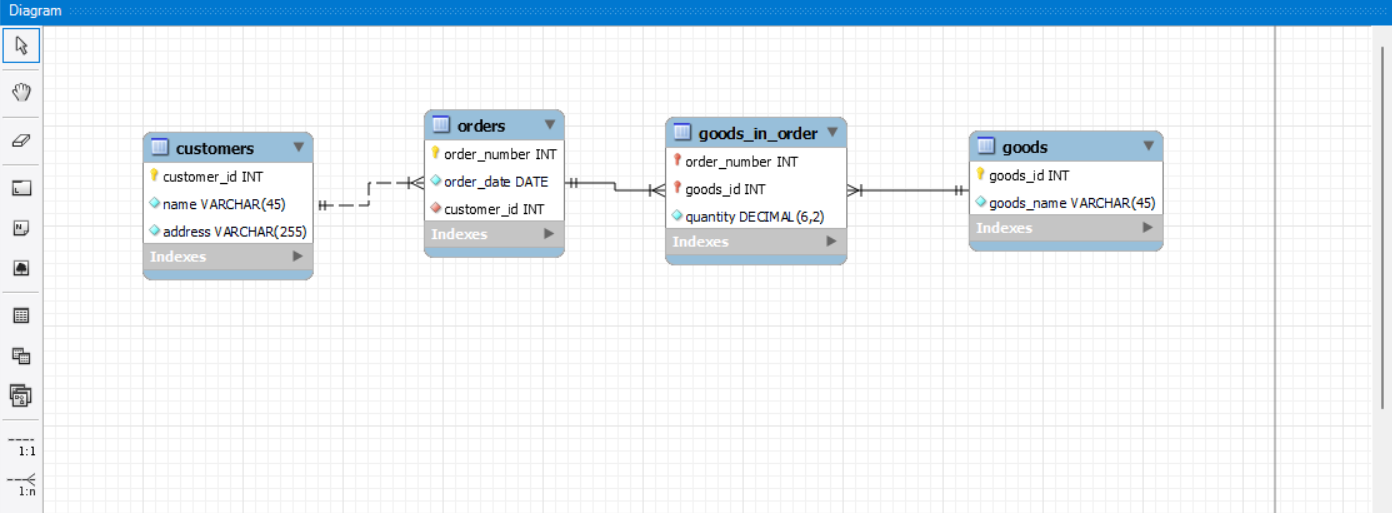 Diagram
customers
customer_id INT
name VARCHAR(45)
address VARCHAR(255)
Indexes
orders
order_number INT
order_date DATE
customer_id INT
Indexes
goods_in_order
order_number INT
goods_id INT
quantity DECIMAL(6,2)
Indexes
goods
goods_id INT
goods_name VARCHAR(45)
Indexes
N
1:1
1:n